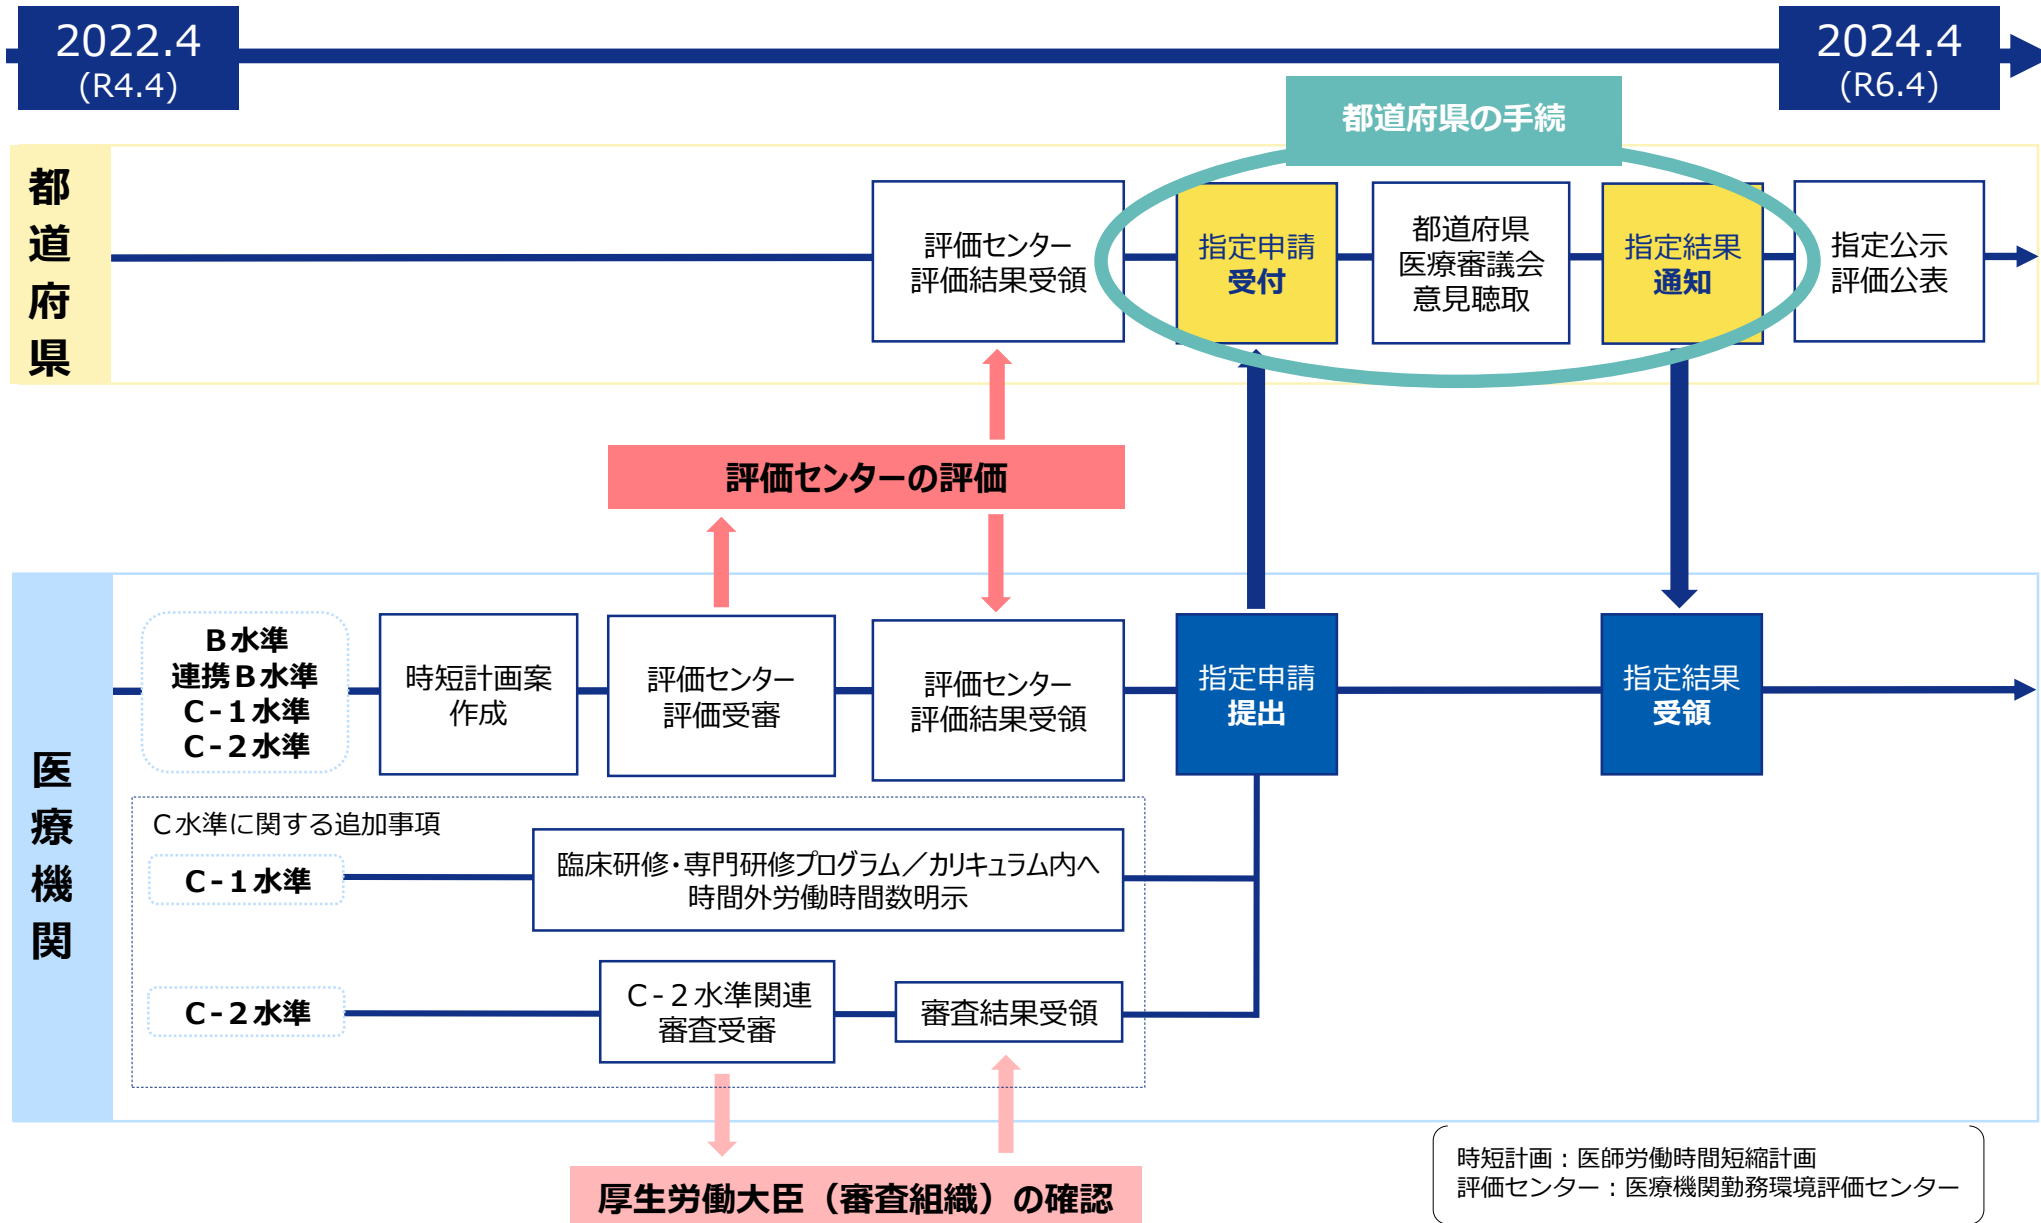 2022.4
(R4.4)
2024.4
(R6.4)
都道府県の手続
都道府県
評価センター
評価結果受領
指定申請
受付
都道府県
医療審議会
意見聴取
指定結果
通知
指定公示
評価公表
評価センターの評価
医療機関
B水準
連携B水準
C-1水準
C-2水準
時短計画案
作成
評価センター
評価受審
評価センター
評価結果受領
指定申請
提出
指定結果
受領
C水準に関する追加事項
C-1水準
臨床研修・専門研修プログラム／カリキュラム内へ
時間外労働時間数明示
C-2水準
C-2水準関連
審査受審
審査結果受領
厚生労働大臣（審査組織）の確認
時短計画：医師労働時間短縮計画
評価センター：医療機関勤務環境評価センター